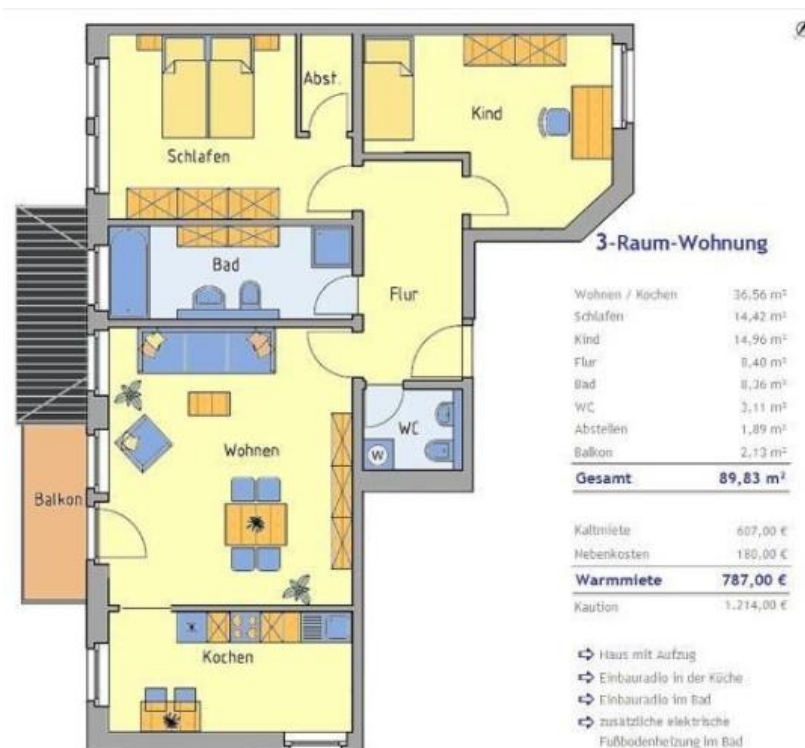 Abst.
Kind
Schlafen
Bad
Flur
Wohnen
WC
W
Balkon
Kochen
3-Raum-Wohnung
Wohnen / Kochen 36,56 m²
Schlafen 14,42 m²
Kind 14,96 m²
Flur 8,40 m²
Bad 8,36 m²
WC 3,11 m²
Abstellen 1,89 m²
Balkon 2,13 m²
Gesamt 89,83 m²
Kaltmiete 607,00 €
Nebenkosten 180,00 €
Warmmiete 787,00 €
Kaution 1.214,00 €
Haus mit Aufzug
Einbauradio in der Küche
Einbauradio im Bad
zusätzliche elektrische
Fußbodenheizung im Bad